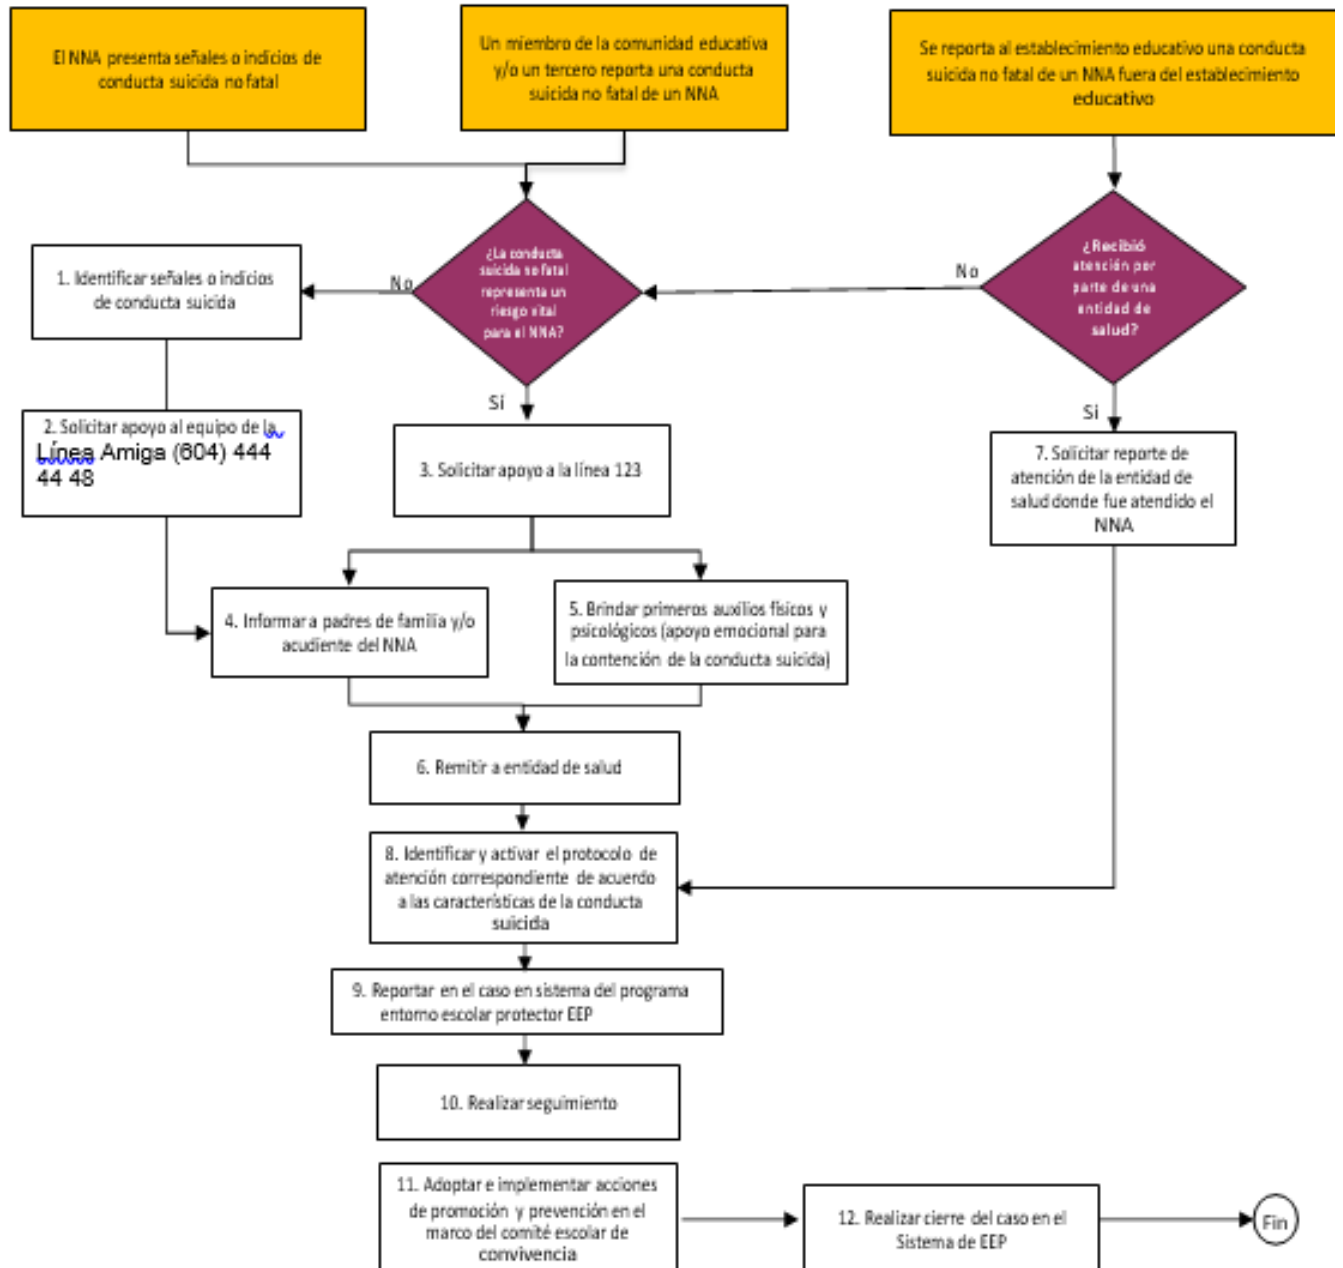 El NNA presenta señales o indicios de
conducta suicida no fatal
Un miembro de la comunidad educativa
y/o un tercero reporta una conducta
suicida no fatal de un NNA
Se reporta al establecimiento educativo una conducta
suicida no fatal de un NNA fuera del establecimiento
educativo
¿La conducta
suicida no fatal
representa un
riesgo vital
para el NNA?
¿Recibió
atención por
parte de una
entidad de
salud?
No
No
1. Identificar señales o indicios
de conducta suicida
Sí
Si
2. Solicitar apoyo al equipo de la
Línea Amiga (604) 444
44 48
3. Solicitar apoyo a la línea 123
7. Solicitar reporte de
atención de la entidad de
salud donde fue atendido el
NNA
4. Informar a padres de familia y/o
acudiente del NNA
5. Brindar primeros auxilios físicos y
psicológicos (apoyo emocional para
la contención de la conducta suicida)
6. Remitir a entidad de salud
8. Identificar y activar el protocolo de
atención correspondiente de acuerdo
a las características de la conducta
suicida
9. Reportar en el caso en sistema del programa
entorno escolar protector EEP
10. Realizar seguimiento
11. Adoptar e implementar acciones
de promoción y prevención en el
marco del comité escolar de
convivencia
12. Realizar cierre del caso en el
Sistema de EEP
Fin